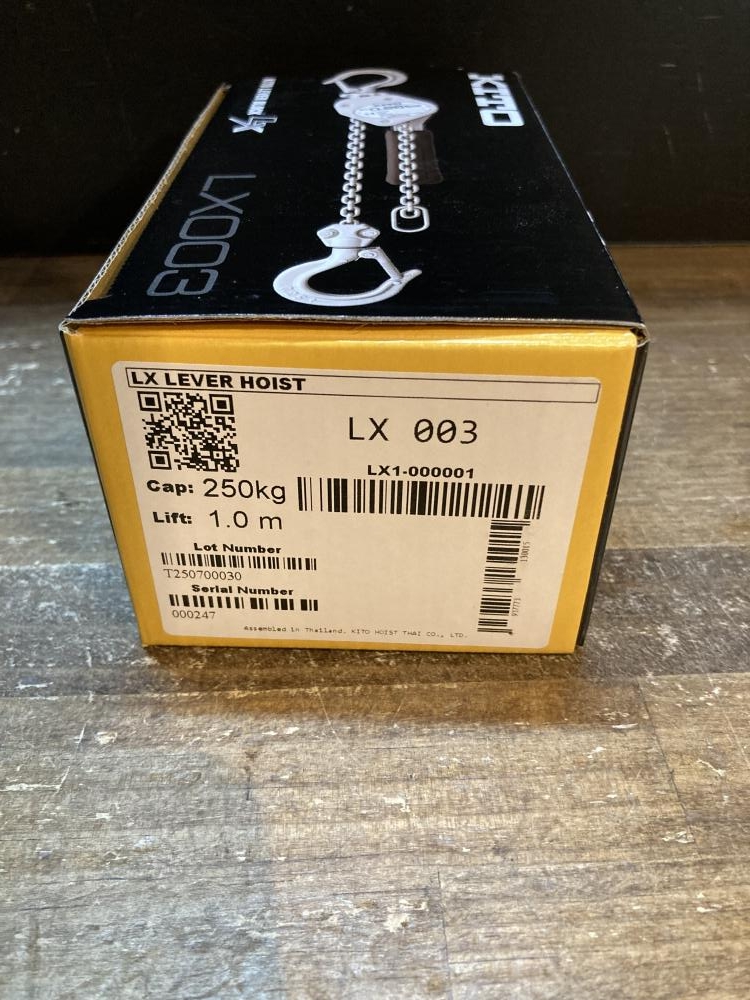 KITO
LX
LX003
LX LEVER HOIST
LX 003
LX1-000001
Cap: 250kg
Lift: 1.0 m
Lot Number
T250700030
Serial Number
000247
Assembled in Thailand. KITO HOIST THAI CO., LTD.